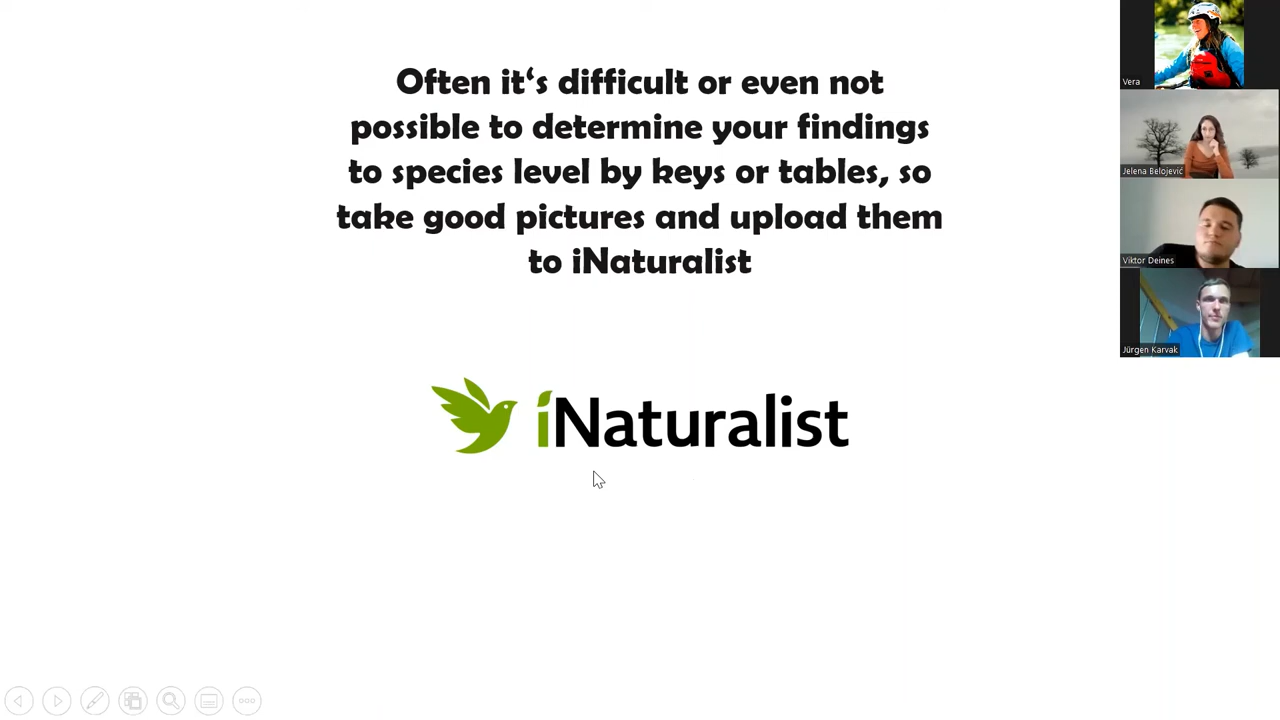 Often it‘s difficult or even not
possible to determine your findings
to species level by keys or tables, so
take good pictures and upload them
to iNaturalist
iNaturalist
Vera
Jelena Belojević
Viktor Deines
Jürgen Karvak